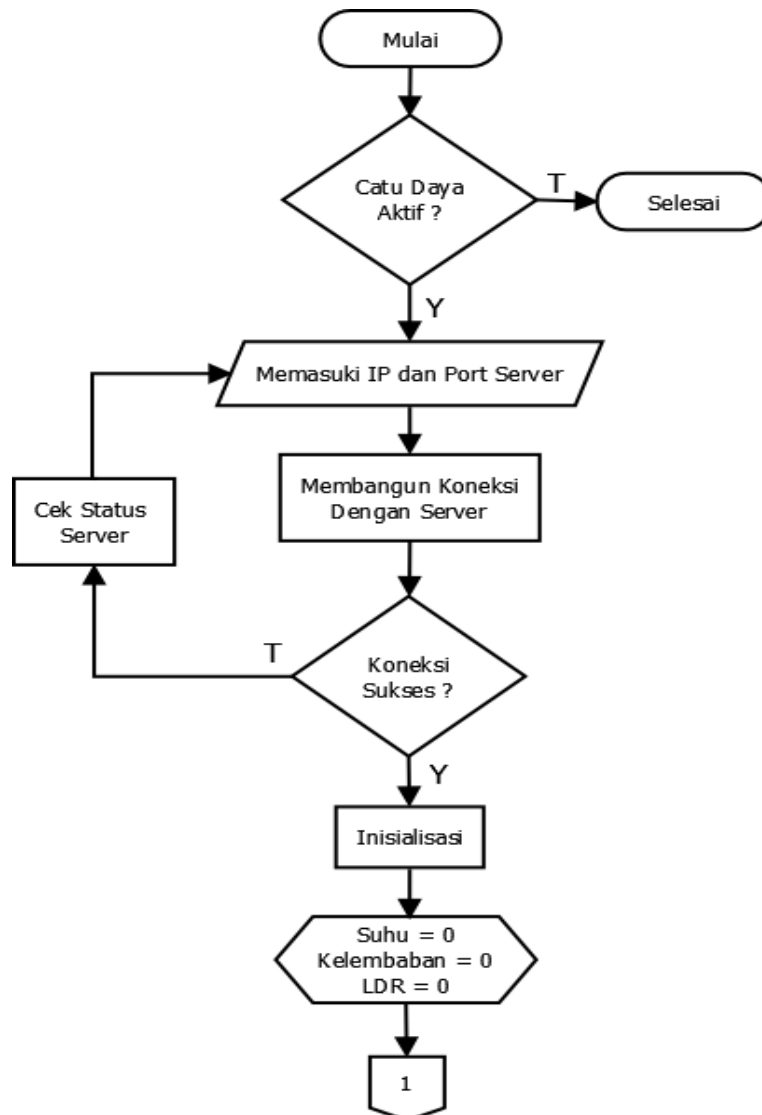 Mulai
Catu Daya
Aktif ?
T
Selesai
Y
Memasuki IP dan Port Server
Membangun Koneksi
Dengan Server
Cek Status
Server
T
Koneksi
Sukses ?
Y
Inisialisasi
Suhu = 0
Kelembaban = 0
LDR = 0
1